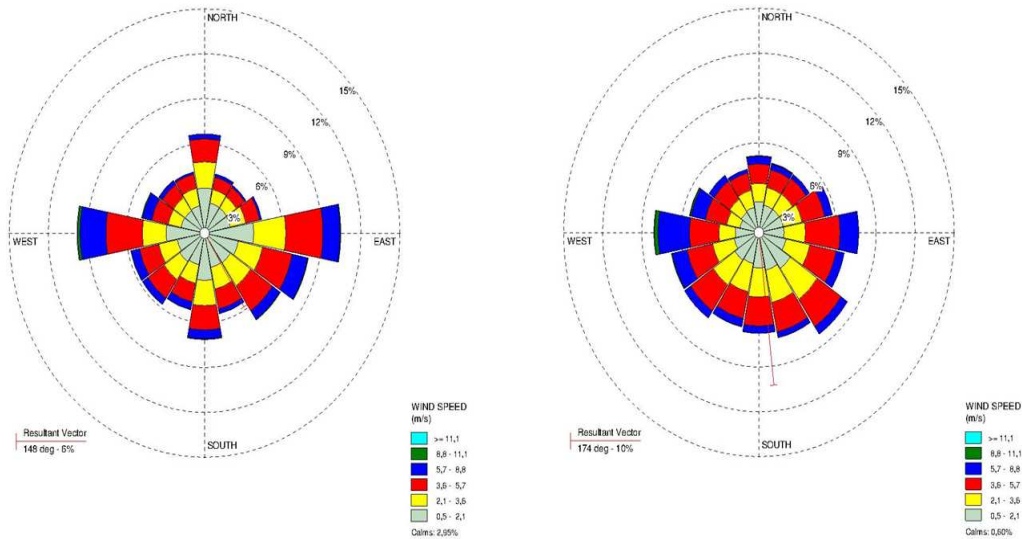 NORTH
15%
12%
9%
6%
3%
WEST
EAST
SOUTH
Resultant Vector
148 deg - 6%
WIND SPEED
(m/s)
>= 11,1
8,8 - 11,1
5,7 - 8,8
3,6 - 5,7
2,1 - 3,6
0,5 - 2,1
Calms: 2,95%
NORTH
15%
12%
9%
6%
3%
WEST
EAST
SOUTH
Resultant Vector
174 deg - 10%
WIND SPEED
(m/s)
>= 11,1
8,8 - 11,1
5,7 - 8,8
3,6 - 5,7
2,1 - 3,6
0,5 - 2,1
Calms: 0,60%